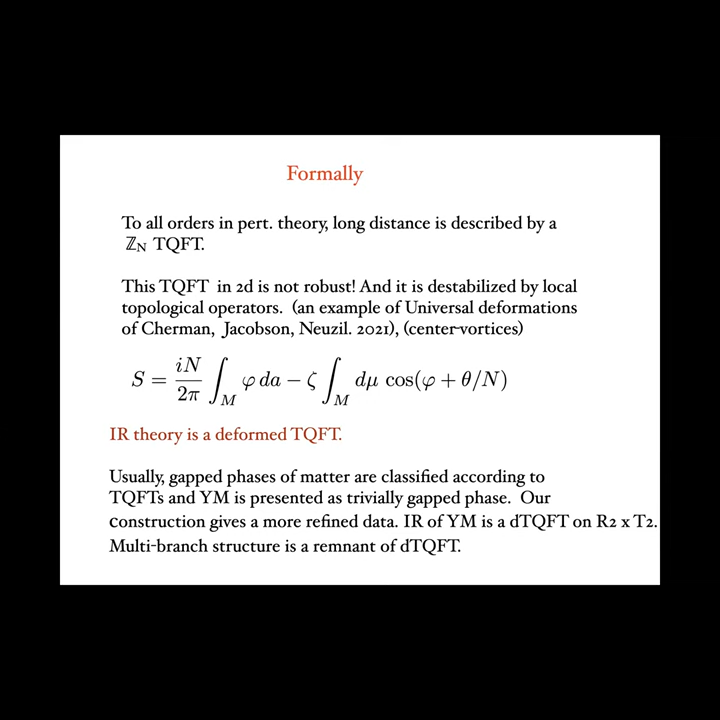 Formally
To all orders in pert. theory, long distance is described by a
ℤN TQFT.
This TQFT in 2d is not robust! And it is destabilized by local
topological operators. (an example of Universal deformations
of Cherman, Jacobson, Neuzil. 2021), (center-vortices)
S = iN/2π ∫_M φ da − ζ ∫_M dμ cos(φ + θ/N)
IR theory is a deformed TQFT.
Usually, gapped phases of matter are classified according to
TQFTs and YM is presented as trivially gapped phase. Our
construction gives a more refined data. IR of YM is a dTQFT on R2 x T2.
Multi-branch structure is a remnant of dTQFT.